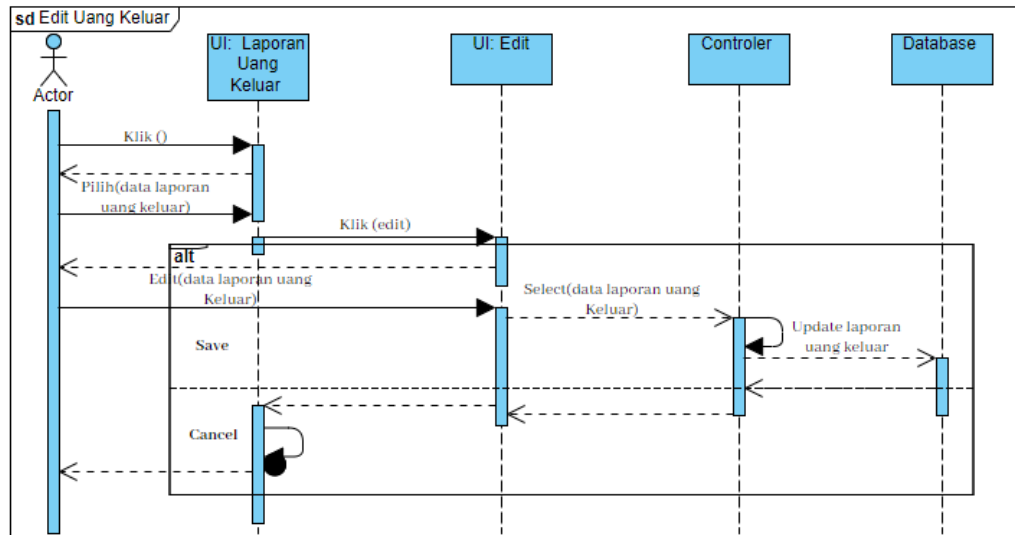 sd Edit Uang Keluar
Actor
UI: Laporan
Uang
Keluar
UI: Edit
Controler
Database
Klik ()
Pilih(data laporan
uang keluar)
Klik (edit)
alt
Edit(data laporan uang
Keluar)
Select(data laporan uang
Keluar)
Update laporan
uang keluar
Save
Cancel